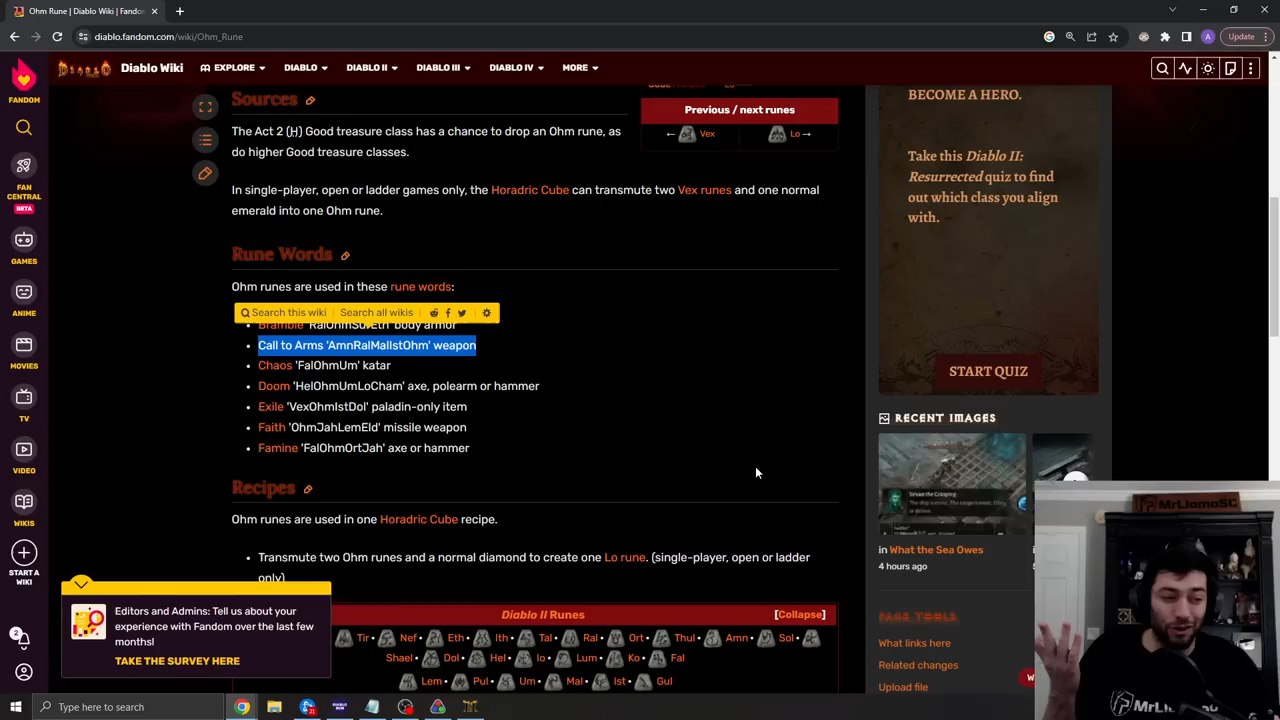 Ohm Rune | Diablo Wiki | Fandom
diablo.fandom.com/wiki/Ohm_Rune
A
Update
FANDOM
FAN CENTRAL
BETA
GAMES
ANIME
MOVIES
TV
VIDEO
WIKIS
START A WIKI
2
DIABLO
Diablo Wiki
EXPLORE
DIABLO
DIABLO II
DIABLO III
DIABLO IV
MORE
Sources
The Act 2 (H) Good treasure class has a chance to drop an Ohm rune, as
do higher Good treasure classes.
In single-player, open or ladder games only, the Horadric Cube can transmute two Vex runes and one normal
emerald into one Ohm rune.
Previous / next runes
← Vex
Lo →
Rune Words
Ohm runes are used in these rune words:
Search this wiki
Search all wikis
Bramble 'RalOhmSurEth' body armor
Call to Arms 'AmnRalMalIstOhm' weapon
Chaos 'FalOhmUm' katar
Doom 'HelOhmUmLoCham' axe, polearm or hammer
Exile 'VexOhmIstDol' paladin-only item
Faith 'OhmJahLemEld' missile weapon
Famine 'FalOhmOrtJah' axe or hammer
Recipes
Ohm runes are used in one Horadric Cube recipe.
Transmute two Ohm runes and a normal diamond to create one Lo rune. (single-player, open or ladder
only)
Diablo II Runes
[Collapse]
Tir • Nef • Eth • Ith • Tal • Ral • Ort • Thul • Amn • Sol •
Shael • Dol • Hel • Io • Lum • Ko • Fal
Lem • Pul • Um • Mal • Ist • Gul
Editors and Admins: Tell us about your
experience with Fandom over the last few
months!
TAKE THE SURVEY HERE
BECOME A HERO.
Take this Diablo II:
Resurrected quiz to find
out which class you align
with.
START QUIZ
RECENT IMAGES
in What the Sea Owes
4 hours ago
PAGE TOOLS
What links here
Related changes
Upload file
MrLlamaSC
Type here to search